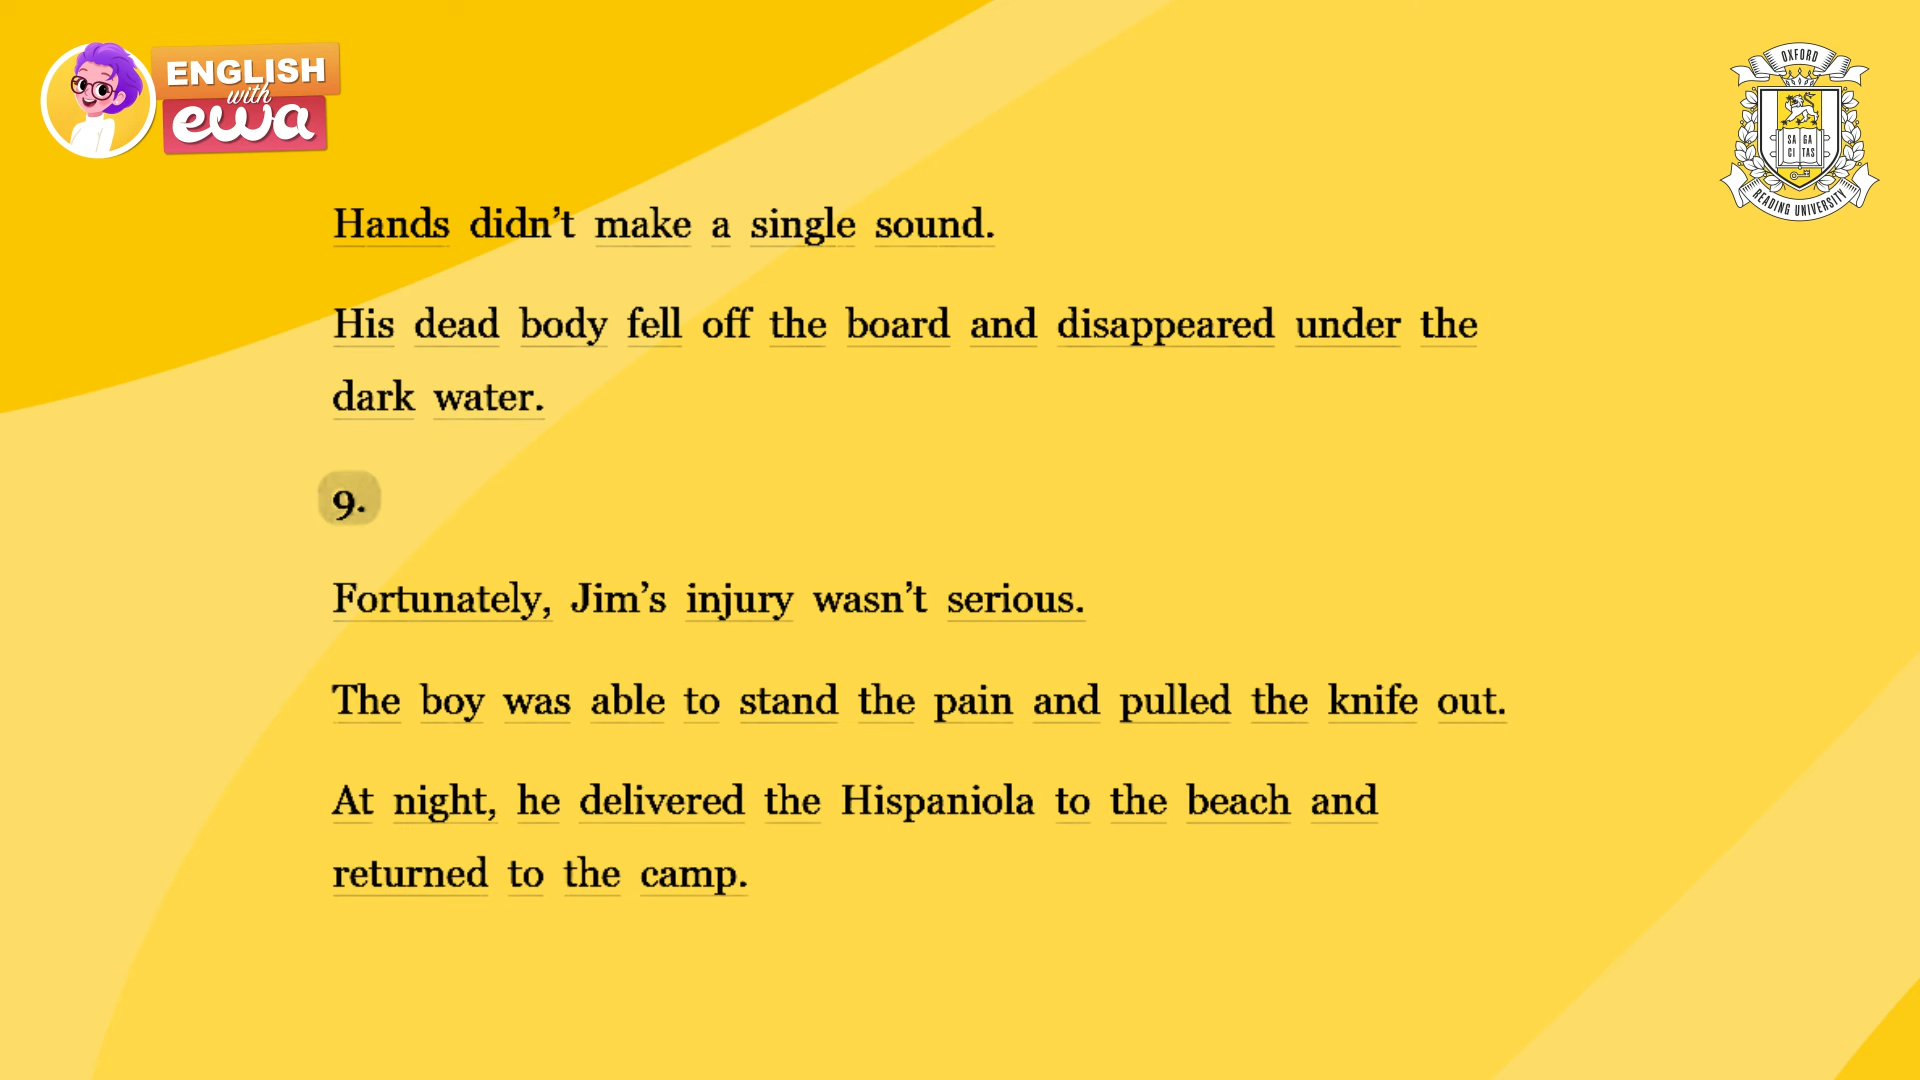 ENGLISH
with
ewa
OXFORD
SA GA
CI TAS
READING UNIVERSITY
Hands didn't make a single sound.
His dead body fell off the board and disappeared under the
dark water.
9.
Fortunately, Jim's injury wasn't serious.
The boy was able to stand the pain and pulled the knife out.
At night, he delivered the Hispaniola to the beach and
returned to the camp.